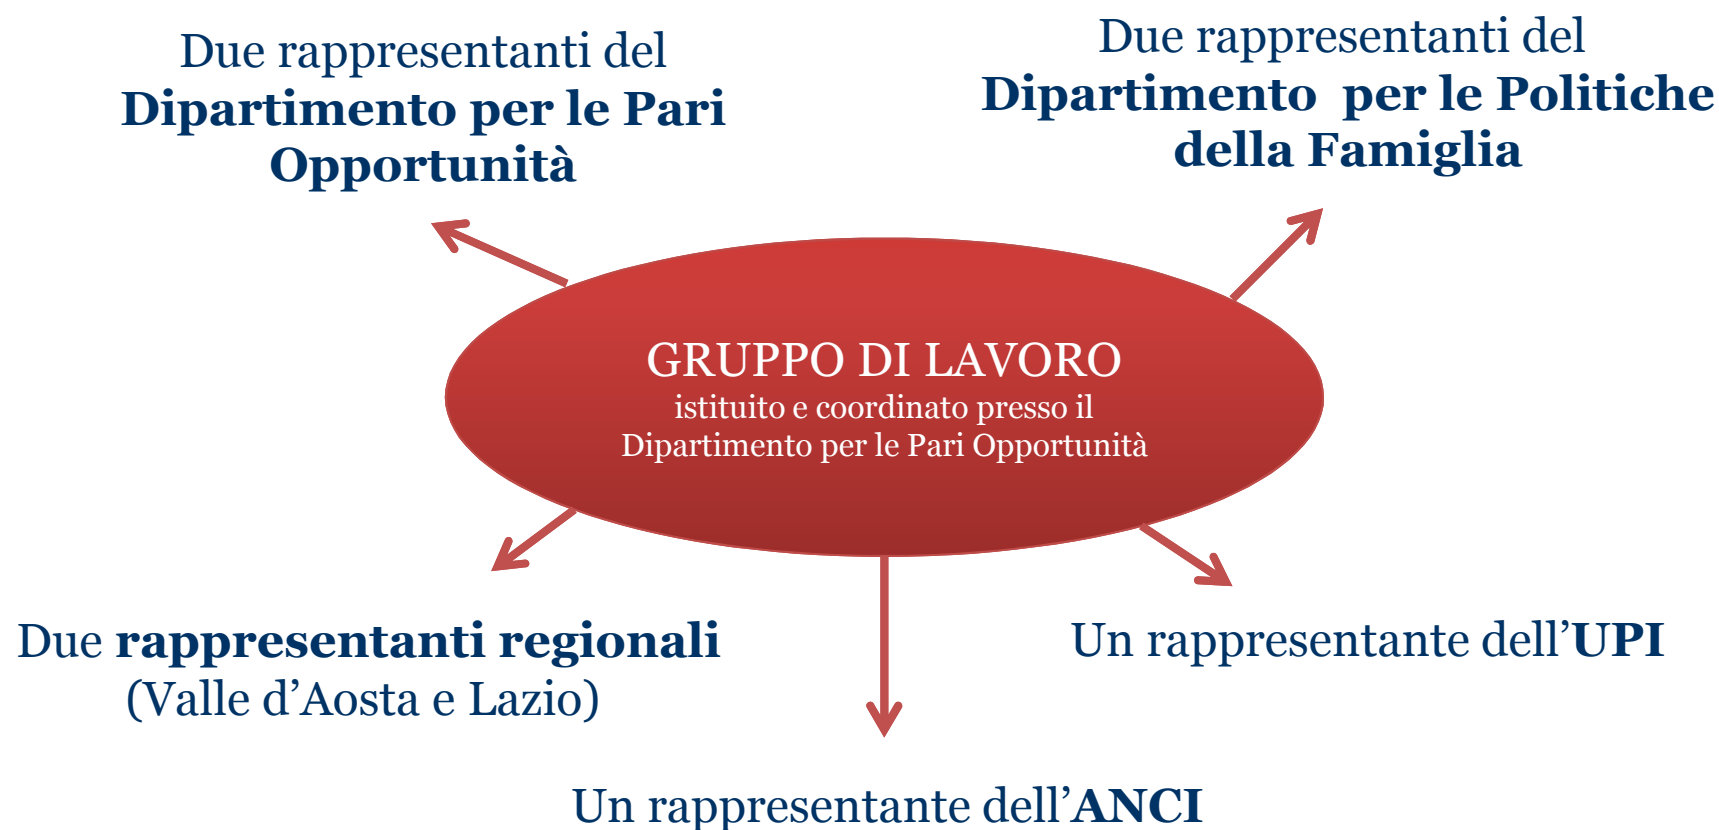 Due rappresentanti del
Dipartimento per le Pari
Opportunità
Due rappresentanti del
Dipartimento per le Politiche
della Famiglia
GRUPPO DI LAVORO
istituito e coordinato presso il
Dipartimento per le Pari Opportunità
Due rappresentanti regionali
(Valle d’Aosta e Lazio)
Un rappresentante dell’UPI
Un rappresentante dell’ANCI